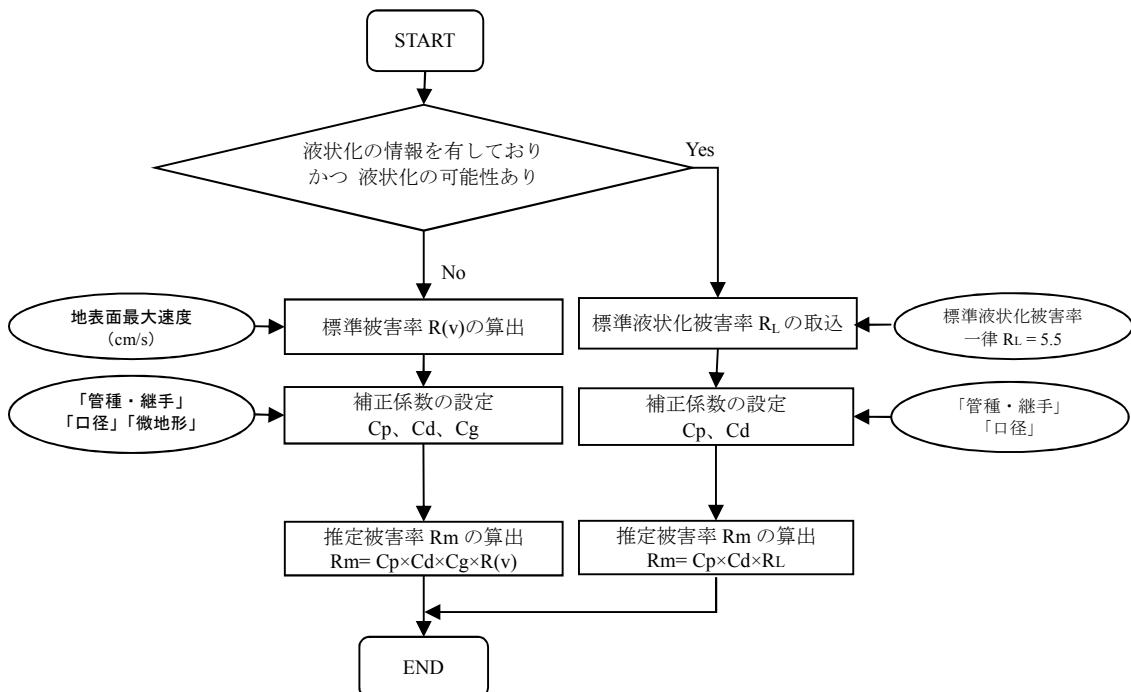 START
液状化の情報を有しており
かつ 液状化の可能性あり
Yes
No
地表面最大速度
（cm/s）
標準被害率 R(v)の算出
標準液状化被害率 RL の取込
標準液状化被害率
一律 RL = 5.5
「管種・継手」
「口径」「微地形」
補正係数の設定
Cp、Cd、Cg
補正係数の設定
Cp、Cd
「管種・継手」
「口径」
推定被害率 Rm の算出
Rm= Cp×Cd×Cg×R(v)
推定被害率 Rm の算出
Rm= Cp×Cd×RL
END